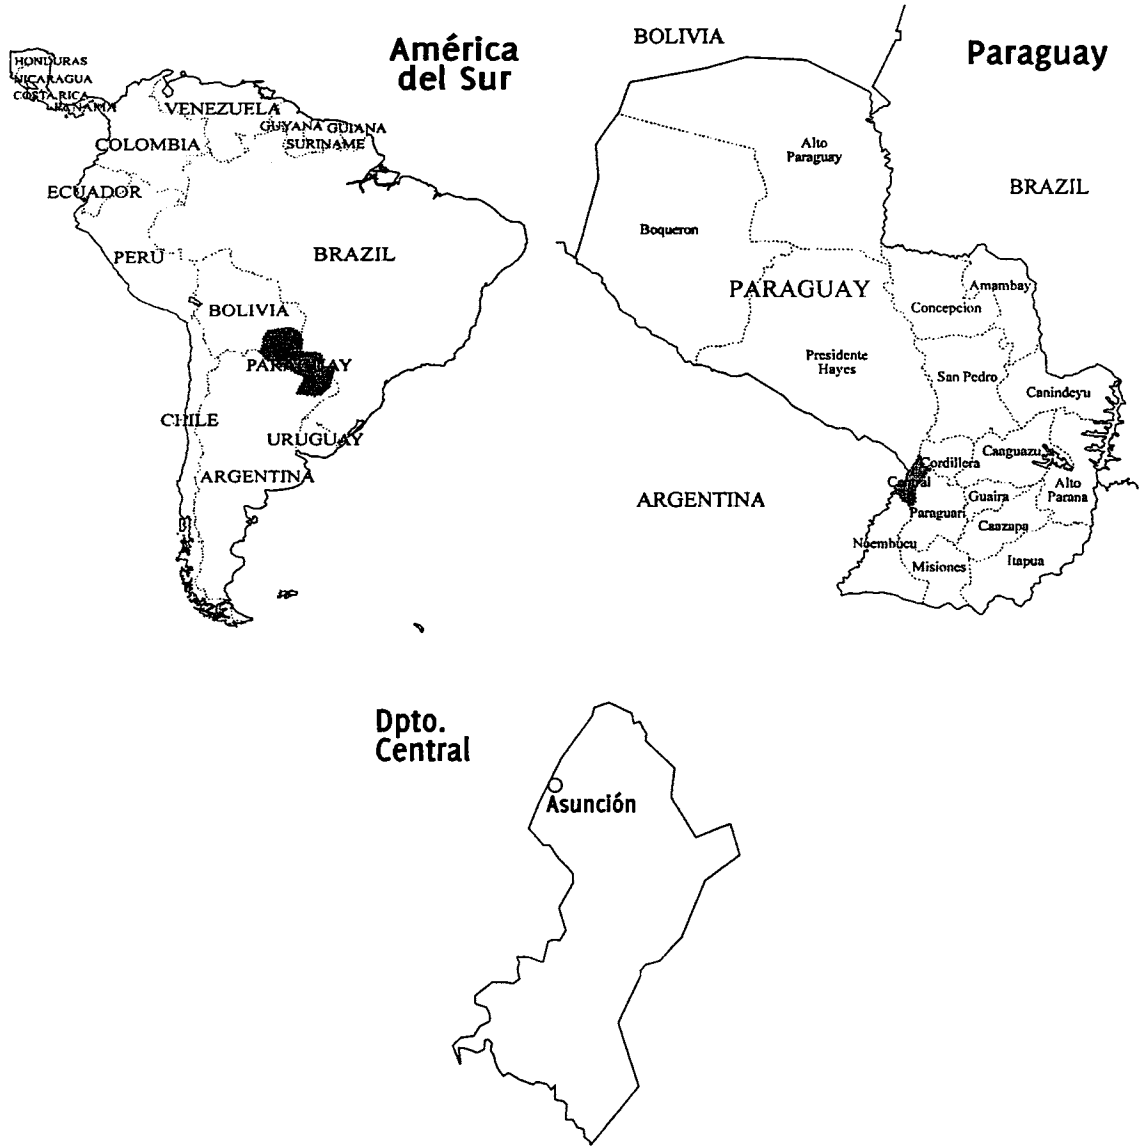 América
del Sur
HONDURAS
NICARAGUA
COSTA RICA
PANAMA
VENEZUELA
GUYANA GUIANA
SURINAME
COLOMBIA
ECUADOR
PERU
BRAZIL
BOLIVIA
PARAGUAY
CHILE
URUGUAY
ARGENTINA
Paraguay
BOLIVIA
Alto
Paraguay
BRAZIL
Boqueron
PARAGUAY
Amambay
Concepcion
Presidente
Hayes
San Pedro
Canindeyu
Caaguazu
Cordillera
Central
Alto
Parana
ARGENTINA
Guaira
Paraguari
Caazapa
Neembucu
Misiones
Itapua
Dpto.
Central
Asunción